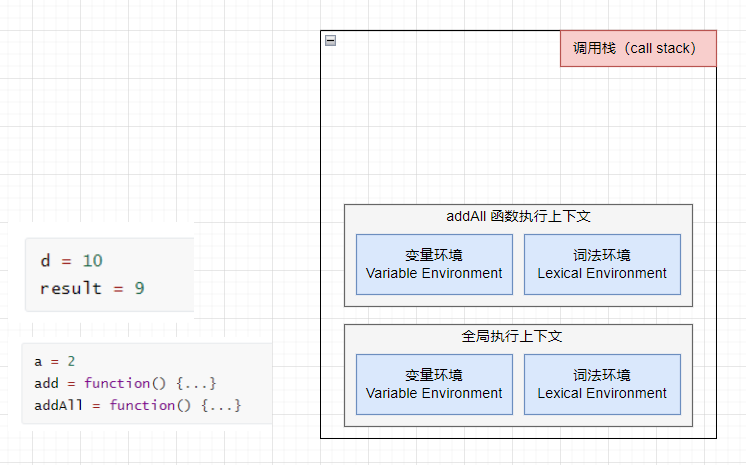 调用栈（call stack）
addAll 函数执行上下文
变量环境
Variable Environment
词法环境
Lexical Environment
d = 10
result = 9
全局执行上下文
变量环境
Variable Environment
词法环境
Lexical Environment
a = 2
add = function() {...}
addAll = function() {...}